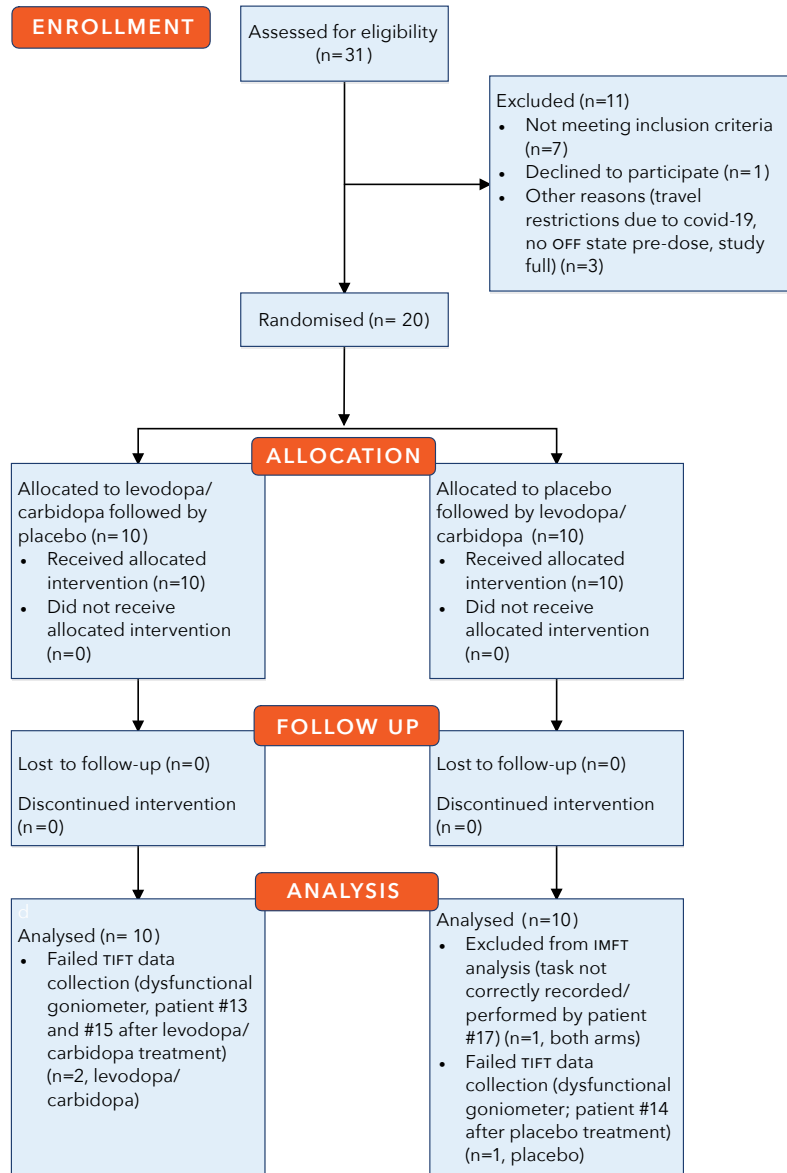 ENROLLMENT
Assessed for eligibility
(n=31)
Excluded (n=11)
• Not meeting inclusion criteria
(n=7)
• Declined to participate (n=1)
• Other reasons (travel
restrictions due to covid-19,
no OFF state pre-dose, study
full) (n=3)
Randomised (n= 20)
ALLOCATION
Allocated to levodopa/
carbidopa followed by
placebo (n=10)
• Received allocated
intervention (n=10)
• Did not receive
allocated intervention
(n=0)
Allocated to placebo
followed by levodopa/
carbidopa (n=10)
• Received allocated
intervention (n=10)
• Did not receive
allocated intervention
(n=0)
FOLLOW UP
Lost to follow-up (n=0)
Discontinued intervention
(n=0)
Lost to follow-up (n=0)
Discontinued intervention
(n=0)
ANALYSIS
d
Analysed (n= 10)
• Failed TIFT data
collection (dysfunctional
goniometer, patient #13
and #15 after levodopa/
carbidopa treatment)
(n=2, levodopa/
carbidopa)
Analysed (n=10)
• Excluded from IMFT
analysis (task not
correctly recorded/
performed by patient
#17) (n=1, both arms)
• Failed TIFT data
collection (dysfunctional
goniometer; patient #14
after placebo treatment)
(n=1, placebo)